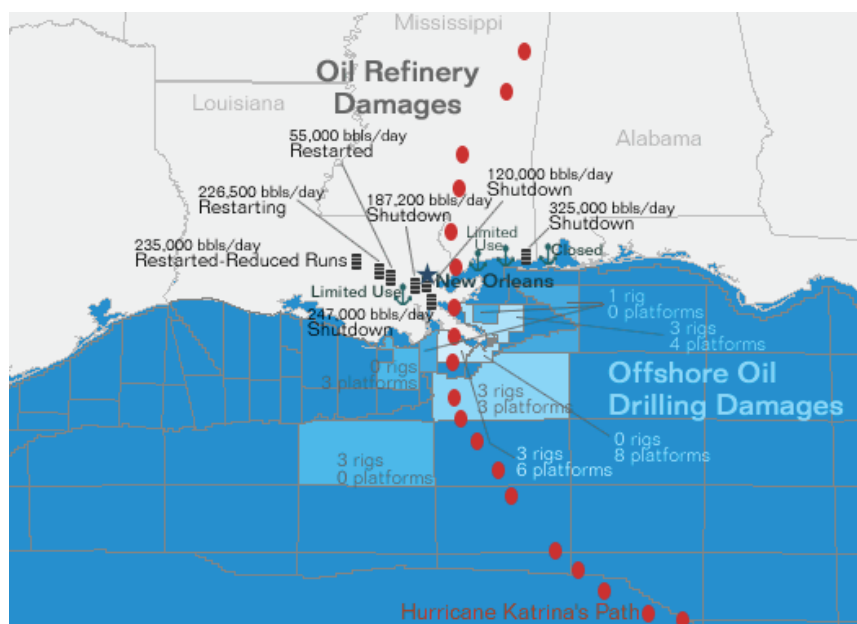 Mississippi
Oil Refinery
Damages
Louisiana
55,000 bbls/day
Restarted
Alabama
226,500 bbls/day
Restarting
187,200 bbls/day
Shutdown
120,000 bbls/day
Shutdown
325,000 bbls/day
Shutdown
235,000 bbls/day
Restarted-Reduced Runs
Limited
Use
Closed
New Orleans
Limited Use
247,000 bbls/day
Shutdown
1 rig
0 platforms
3 rigs
4 platforms
0 rigs
3 platforms
3 rigs
3 platforms
Offshore Oil
Drilling Damages
0 rigs
8 platforms
3 rigs
6 platforms
3 rigs
0 platforms
Hurricane Katrina's Path